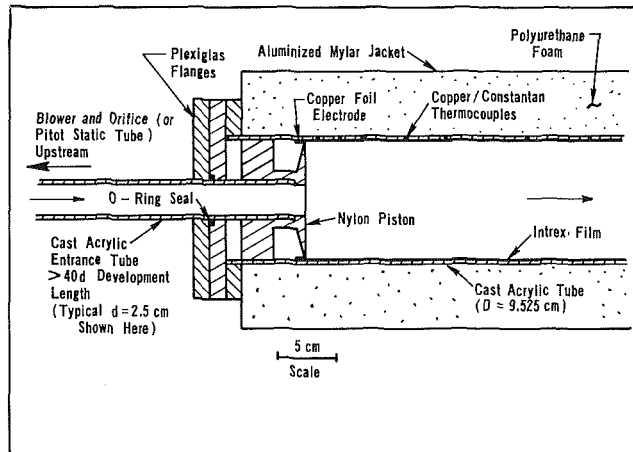 Plexiglas
Flanges
Aluminized Mylar Jacket
Polyurethane
Foam
Blower and Orifice (or
Pitot Static Tube)
Upstream
Copper Foil
Electrode
Copper/Constantan
Thermocouples
O-Ring Seal
Nylon Piston
Cast Acrylic
Entrance Tube
>40d Development
Length
(Typical d=2.5 cm
Shown Here)
Intrex Film
Cast Acrylic Tube
(D = 9.525 cm)
5 cm
Scale